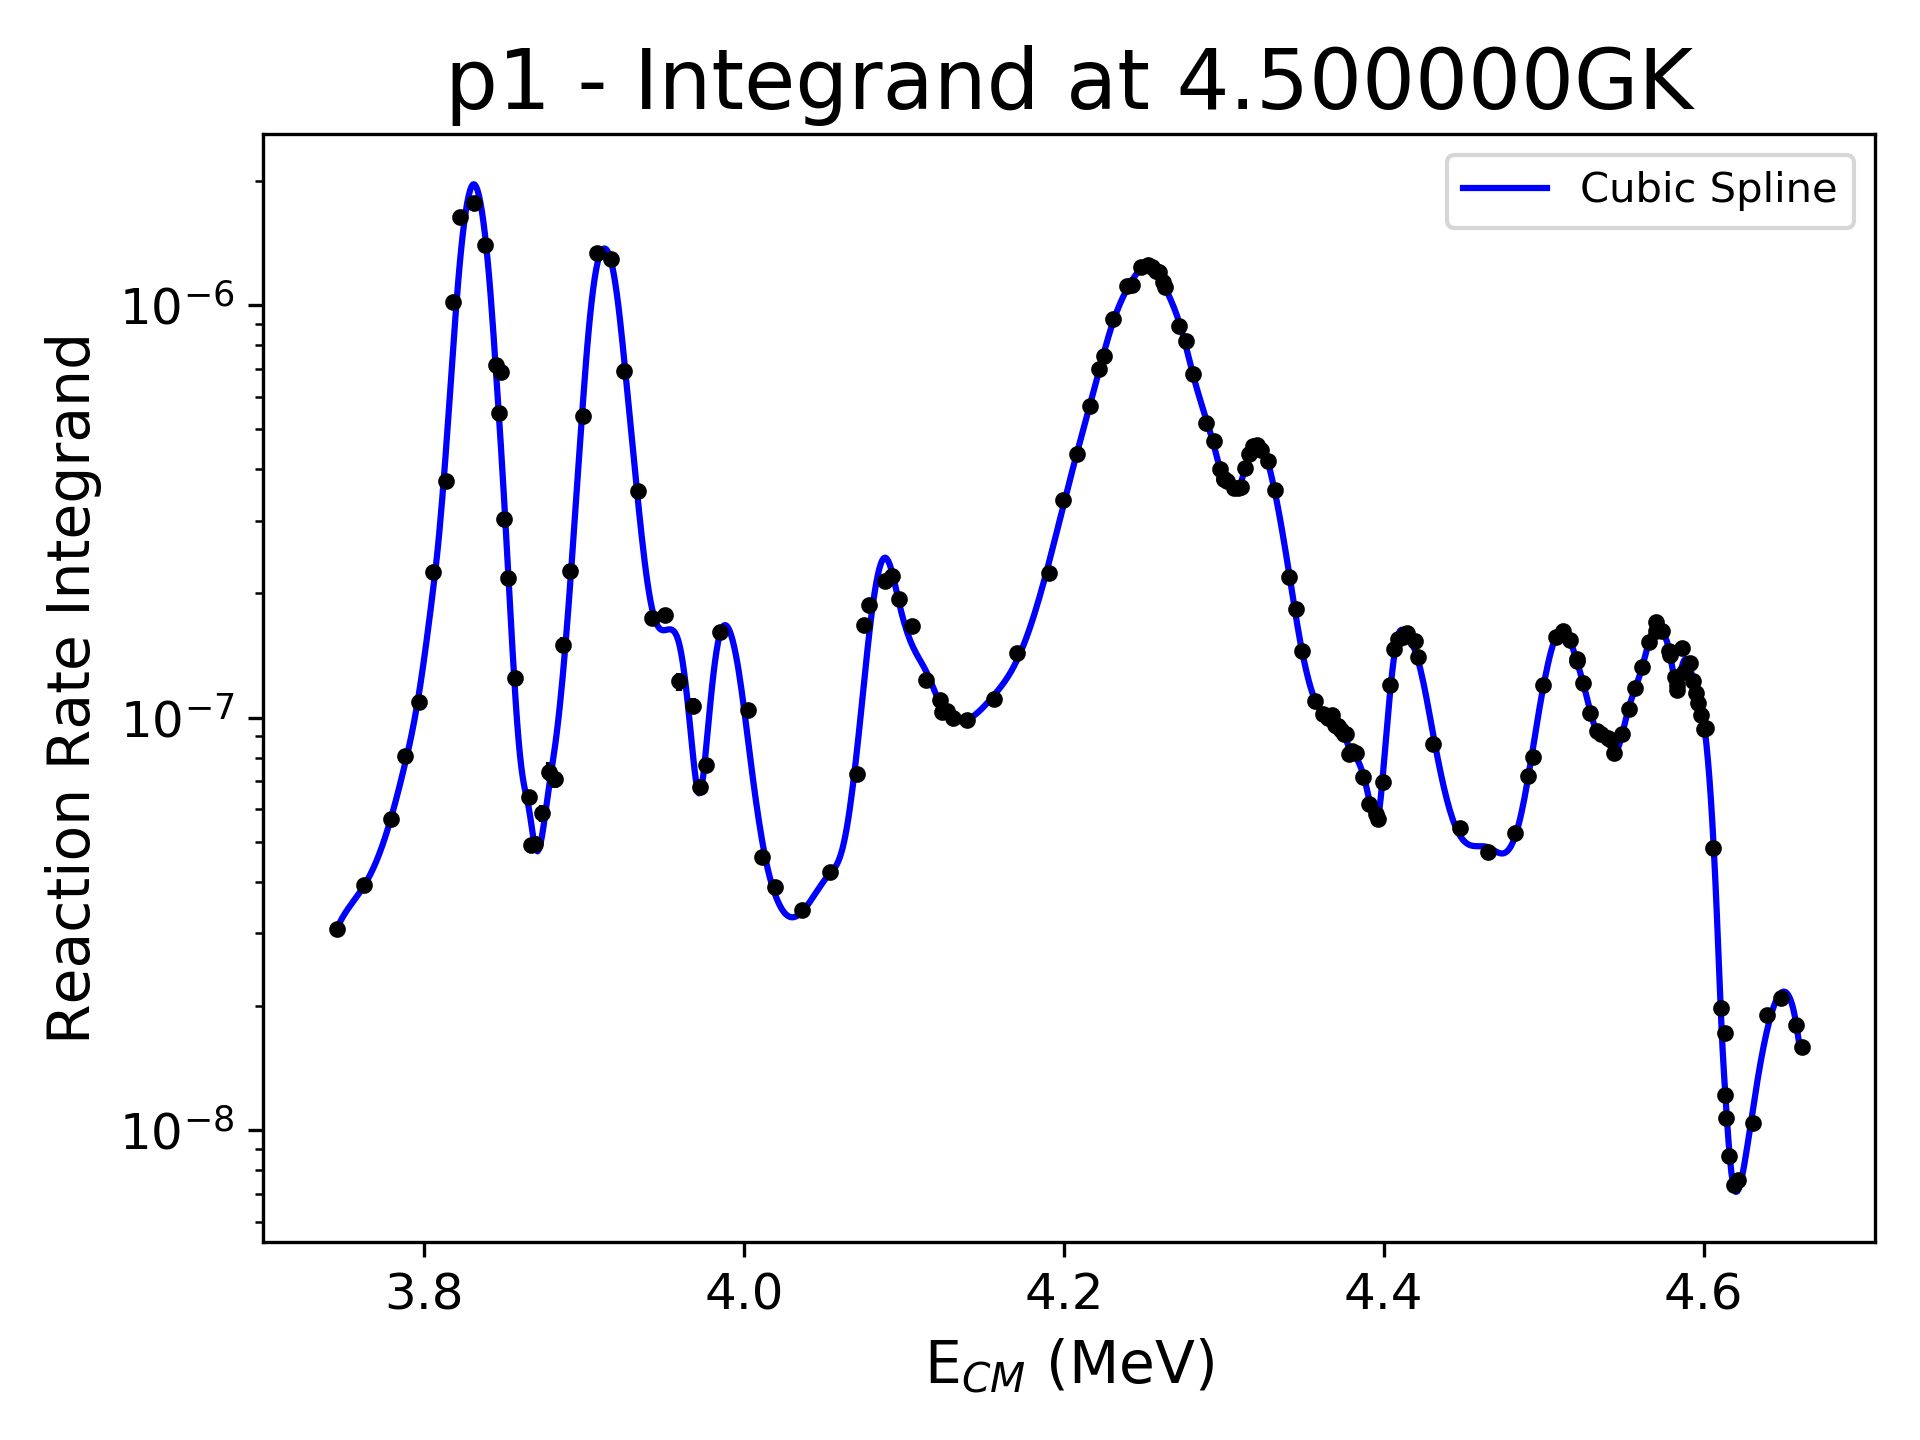 p1 - Integrand at 4.500000GK
Cubic Spline
Reaction Rate Integrand
10⁻⁶
10⁻⁷
10⁻⁸
3.8 4.0 4.2 4.4 4.6
E_CM (MeV)